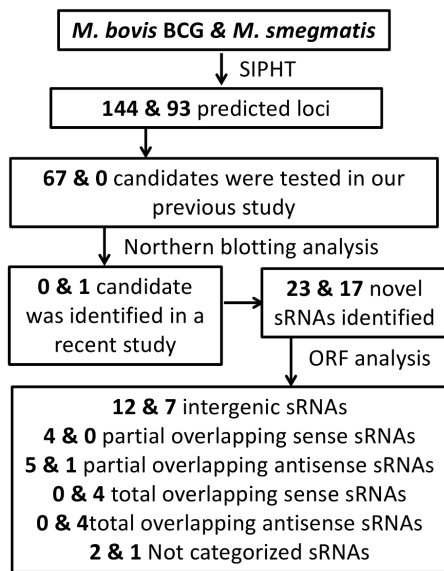 M. bovis BCG & M. smegmatis
SIPHT
144 & 93 predicted loci
67 & 0 candidates were tested in our
previous study
Northern blotting analysis
0 & 1 candidate
was identified in a
recent study
23 & 17 novel
sRNAs identified
ORF analysis
12 & 7 intergenic sRNAs
4 & 0 partial overlapping sense sRNAs
5 & 1 partial overlapping antisense sRNAs
0 & 4 total overlapping sense sRNAs
0 & 4total overlapping antisense sRNAs
2 & 1 Not categorized sRNAs